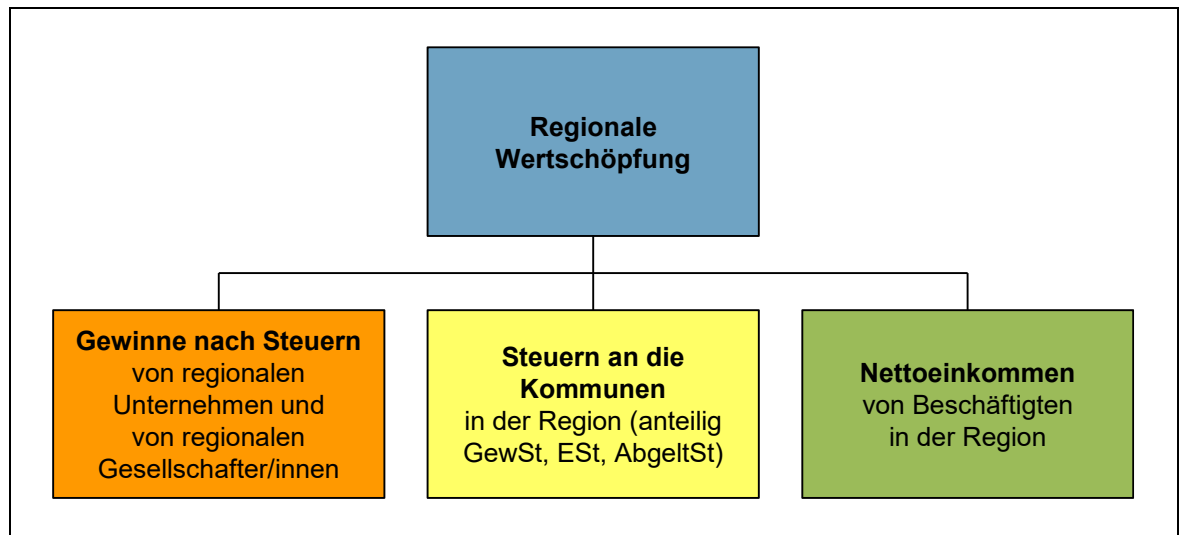 Regionale
Wertschöpfung
Gewinne nach Steuern
von regionalen
Unternehmen und
von regionalen
Gesellschafter/innen
Steuern an die
Kommunen
in der Region (anteilig
GewSt, ESt, AbgeltSt)
Nettoeinkommen
von Beschäftigten
in der Region